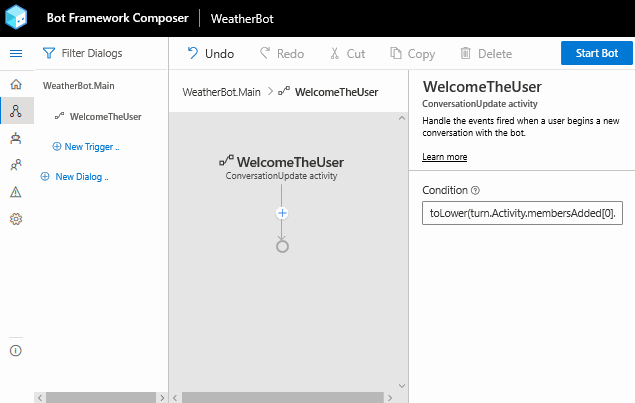 Bot Framework Composer WeatherBot
Filter Dialogs
Undo Redo Cut Copy Delete Start Bot
WeatherBot.Main
WelcomeTheUser
New Trigger ..
New Dialog ..
WeatherBot.Main > WelcomeTheUser
WelcomeTheUser
ConversationUpdate activity
WelcomeTheUser
ConversationUpdate activity
Handle the events fired when a user begins a new
conversation with the bot.
Learn more
Condition
toLower(turn.Activity.membersAdded[0].